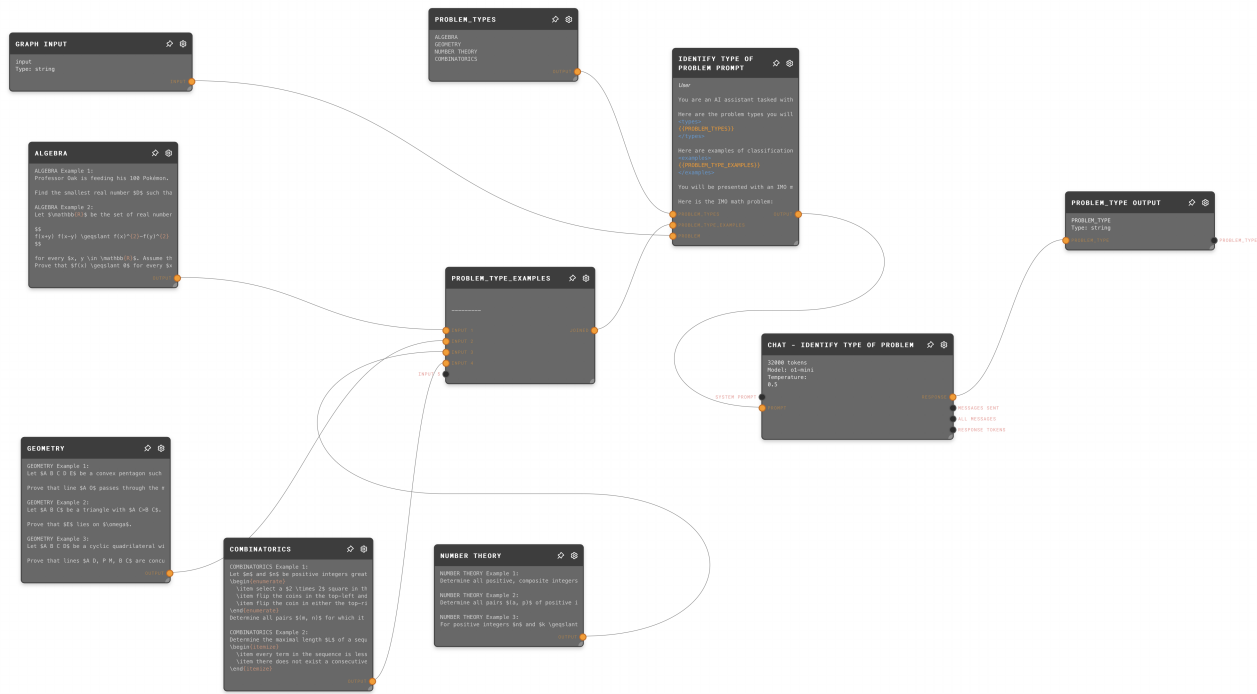 GRAPH INPUT
input
Type: string
INPUT
PROBLEM_TYPES
ALGEBRA
GEOMETRY
NUMBER THEORY
COMBINATORICS
OUTPUT
IDENTIFY TYPE OF
PROBLEM PROMPT
User
You are an AI assistant tasked with
Here are the problem types you will
<types>
{{PROBLEM_TYPES}}
</types>
Here are examples of classification
<examples>
{{PROBLEM_TYPE_EXAMPLES}}
</examples>
You will be presented with an IMO m
Here is the IMO math problem:
PROBLEM_TYPES
OUTPUT
PROBLEM_TYPE_EXAMPLES
PROBLEM
ALGEBRA
ALGEBRA Example 1:
Professor Oak is feeding his 100 Pokémon.
Find the smallest real number $D$ such tha
ALGEBRA Example 2:
Let $\mathbb{R}$ be the set of real number
$$
f(x+y) f(x-y) \geqslant f(x)^{2}-f(y)^{2}
$$
for every $x, y \in \mathbb{R}$. Assume th
Prove that $f(x) \geqslant 0$ for every $x
OUTPUT
PROBLEM_TYPE OUTPUT
PROBLEM_TYPE
Type: string
PROBLEM_TYPE
PROBLEM_TYPE
PROBLEM_TYPE_EXAMPLES
----------
INPUT 1
JOINED
INPUT 2
INPUT 3
INPUT 4
INPUT 5
CHAT - IDENTIFY TYPE OF PROBLEM
32000 tokens
Model: o1-mini
Temperature:
0.5
SYSTEM PROMPT
RESPONSE
PROMPT
MESSAGES SENT
ALL MESSAGES
RESPONSE TOKENS
GEOMETRY
GEOMETRY Example 1:
Let $A B C D E$ be a convex pentagon such
Prove that line $A D$ passes through the m
GEOMETRY Example 2:
Let $A B C$ be a triangle with $A C>B C$.
Prove that $E$ lies on $\omega$.
GEOMETRY Example 3:
Let $A B C D$ be a cyclic quadrilateral wi
Prove that lines $A D, P M, B C$ are concu
OUTPUT
COMBINATORICS
COMBINATORICS Example 1:
Let $m$ and $n$ be positive integers great
\begin{enumerate}
\item select a $2 \times 2$ square in th
\item flip the coins in the top-left and
\item flip the coin in either the top-ri
\end{enumerate}
Determine all pairs $(m, n)$ for which it
COMBINATORICS Example 2:
Determine the maximal length $L$ of a sequ
\begin{itemize}
\item every term in the sequence is less
\item there does not exist a consecutive
\end{itemize}
OUTPUT
NUMBER THEORY
NUMBER THEORY Example 1:
Determine all positive, composite integers
NUMBER THEORY Example 2:
Determine all pairs $(a, p)$ of positive i
NUMBER THEORY Example 3:
For positive integers $n$ and $k \geqslant
OUTPUT